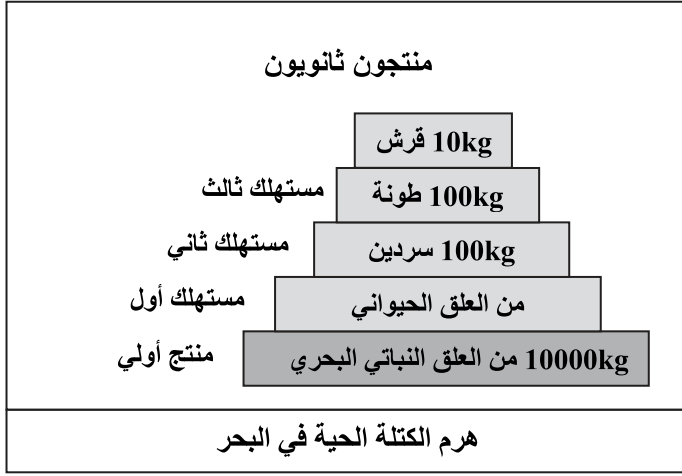 منتجون ثانويون
10kg قرش
مستهلك ثالث
100kg طونة
مستهلك ثاني
100kg سردين
مستهلك أول
من العلق الحيواني
منتج أولي
10000kg من العلق النباتي البحري
هرم الكتلة الحية في البحر